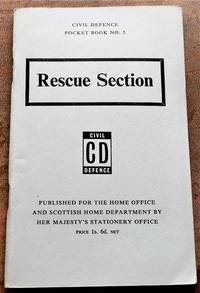 CIVIL DEFENCE
POCKET BOOK NO. 5
Rescue Section
CIVIL
CD
DEFENCE
PUBLISHED FOR THE HOME OFFICE
AND SCOTTISH HOME DEPARTMENT BY
HER MAJESTY'S STATIONERY OFFICE
PRICE 1s. 6d. NET